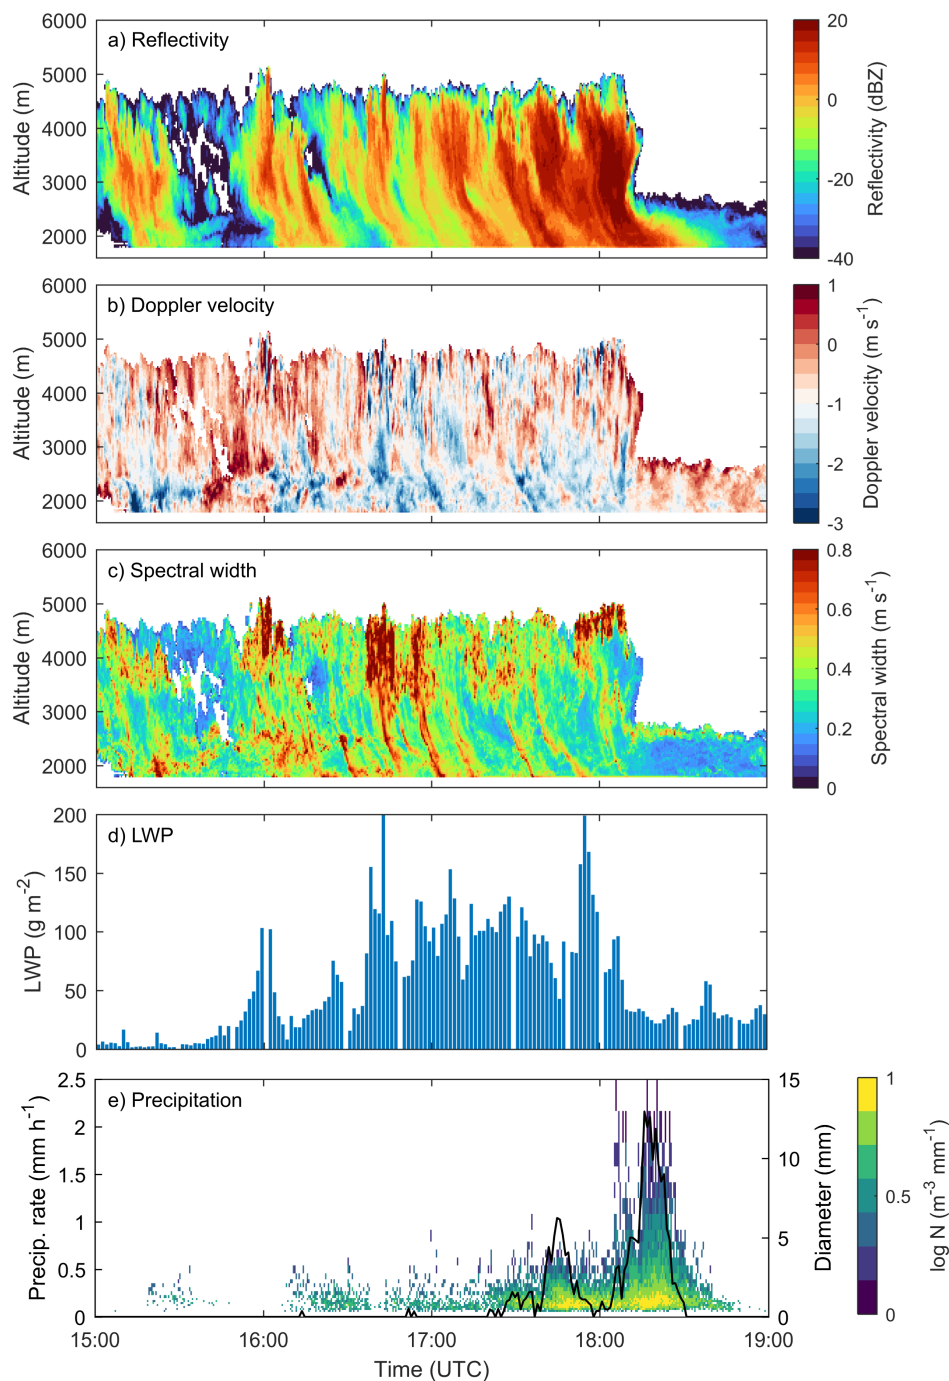 6000
5000
4000
3000
2000
Altitude (m)
a) Reflectivity
20
0
-20
-40
Reflectivity (dBZ)
6000
5000
4000
3000
2000
Altitude (m)
b) Doppler velocity
1
0
-1
-2
-3
Doppler velocity (m s⁻¹)
6000
5000
4000
3000
2000
Altitude (m)
c) Spectral width
0.8
0.6
0.4
0.2
0
Spectral width (m s⁻¹)
200
150
100
50
0
LWP (g m⁻²)
d) LWP
2.5
2
1.5
1
0.5
0
Precip. rate (mm h⁻¹)
e) Precipitation
15
10
5
0
Diameter (mm)
1
0.5
0
log N (m⁻³ mm⁻¹)
15:00 16:00 17:00 18:00 19:00
Time (UTC)